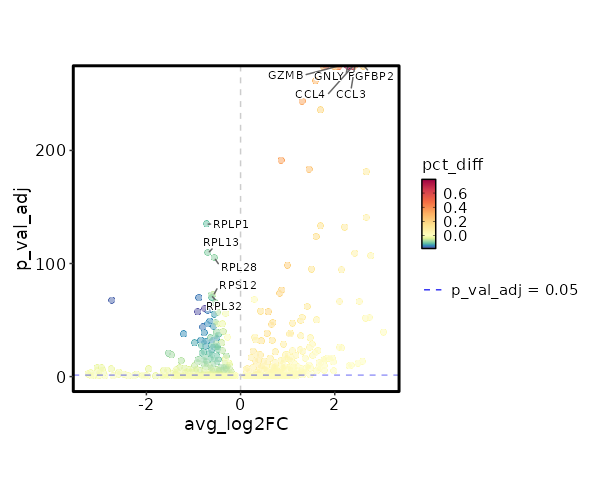 GZMB
GNLY
FGFBP2
CCL4
CCL3
RPLP1
RPL13
RPL28
RPS12
RPL32
200
100
0
p_val_adj
-2
0
2
avg_log2FC
pct_diff
0.6
0.4
0.2
0.0
p_val_adj = 0.05